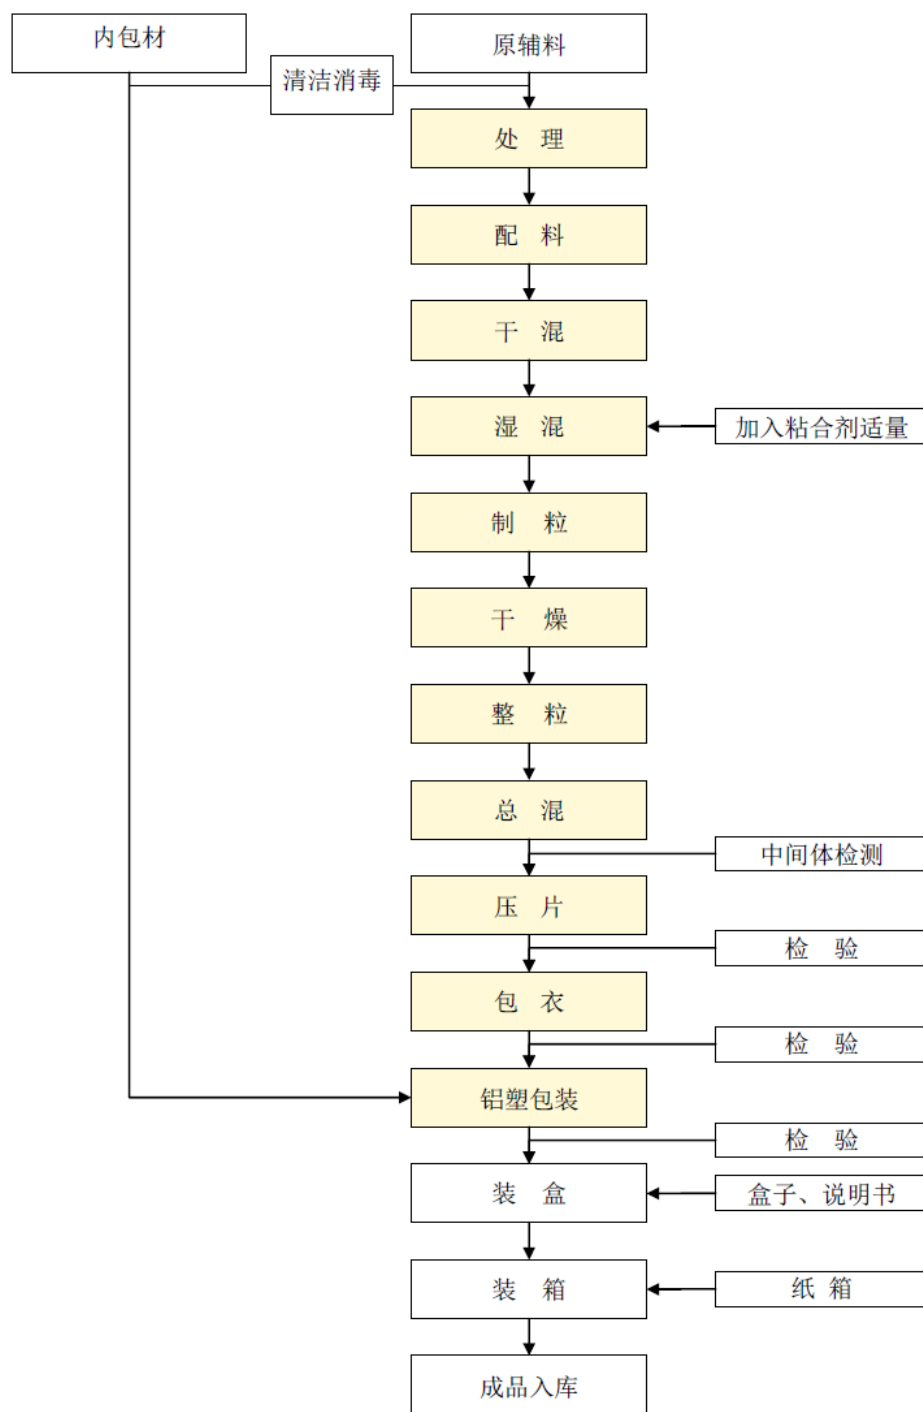 内包材
原辅料
清洁消毒
处 理
配 料
干 混
湿 混
加入粘合剂适量
制 粒
干 燥
整 粒
总 混
中间体检测
压 片
检 验
包 衣
检 验
铝塑包装
检 验
装 盒
盒子、说明书
装 箱
纸 箱
成品入库